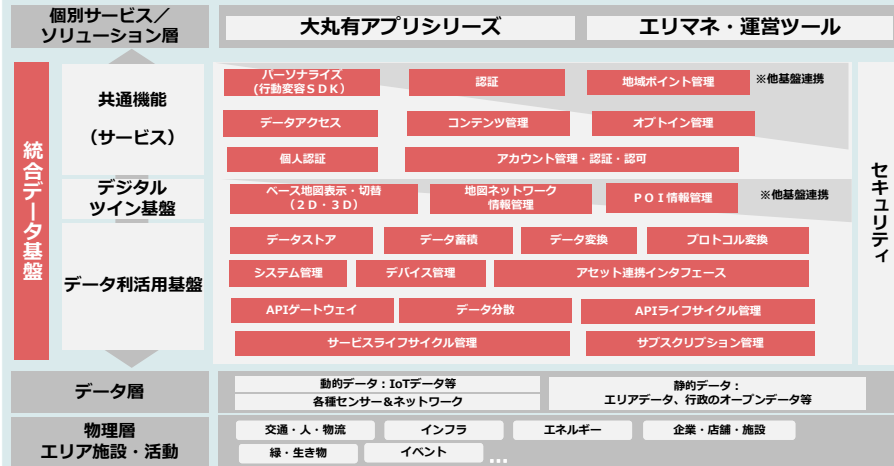 個別サービス／
ソリューション層
大丸有アプリシリーズ
エリマネ・運営ツール
統合データ基盤
共通機能
（サービス）
パーソナライズ
(行動変容ＳＤＫ)
認証
地域ポイント管理
※他基盤連携
データアクセス
コンテンツ管理
オプトイン管理
個人認証
アカウント管理・認証・認可
デジタル
ツイン基盤
ベース地図表示・切替
（２Ｄ・３Ｄ）
地図ネットワーク
情報管理
ＰＯＩ情報管理
※他基盤連携
データ利活用基盤
データストア
データ蓄積
データ変換
プロトコル変換
システム管理
デバイス管理
アセット連携インタフェース
APIゲートウェイ
データ分散
APIライフサイクル管理
サービスライフサイクル管理
サブスクリプション管理
セキュリティ
データ層
動的データ：IoTデータ等
各種センサー&ネットワーク
静的データ：
エリアデータ、行政のオープンデータ等
物理層
エリア施設・活動
交通・人・物流
インフラ
エネルギー
企業・店舗・施設
緑・生き物
イベント
…